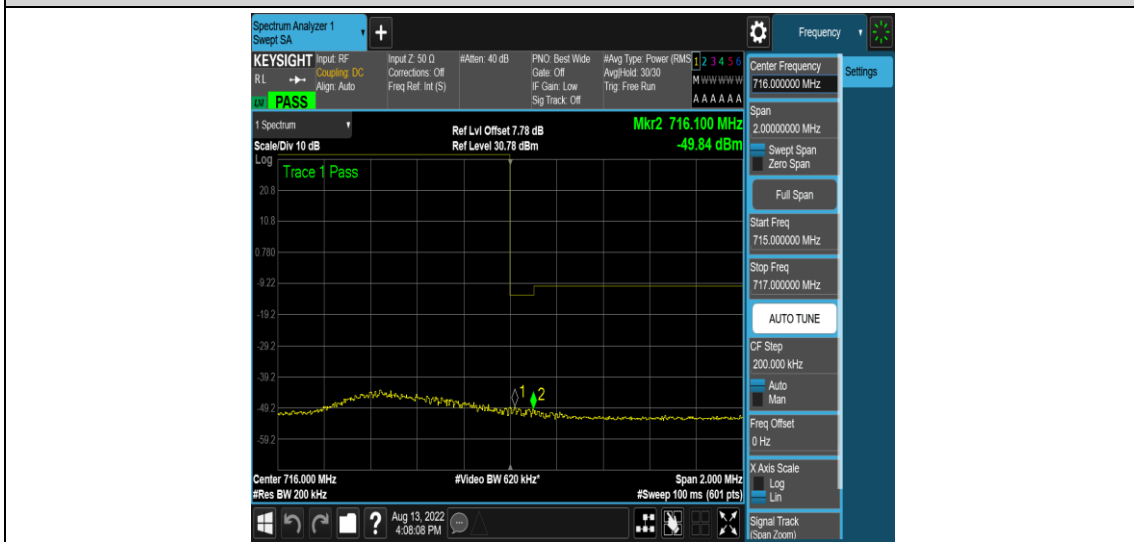 Spectrum Analyzer 1
Swept SA
+
Frequency
KEYSIGHT
RL
PASS
Input: RF
Coupling: DC
Align: Auto
Input Z: 50 Ω
Corrections: Off
Freq Ref: Int (S)
#Atten: 40 dB
PNO: Best Wide
Gate: Off
IF Gain: Low
Sig Track: Off
#Avg Type: Power (RMS
Avg|Hold: 30/30
Trig: Free Run
1 2 3 4 5 6
M W W W W W
A A A A A A
1 Spectrum
Scale/Div 10 dB
Ref Lvl Offset 7.78 dB
Ref Level 30.78 dBm
Mkr2 716.100 MHz
-49.84 dBm
Log
Trace 1 Pass
20.8
10.8
0.780
-9.22
-19.2
-29.2
-39.2
-49.2
-59.2
1
2
Center 716.000 MHz
#Video BW 620 kHz*
Span 2.000 MHz
#Res BW 200 kHz
#Sweep 100 ms (601 pts)
?
Aug 13, 2022
4:08:08 PM
Center Frequency
716.000000 MHz
Settings
Span
2.00000000 MHz
Swept Span
Zero Span
Full Span
Start Freq
715.000000 MHz
Stop Freq
717.000000 MHz
AUTO TUNE
CF Step
200.000 kHz
Auto
Man
Freq Offset
0 Hz
X Axis Scale
Log
Lin
Signal Track
(Span Zoom)